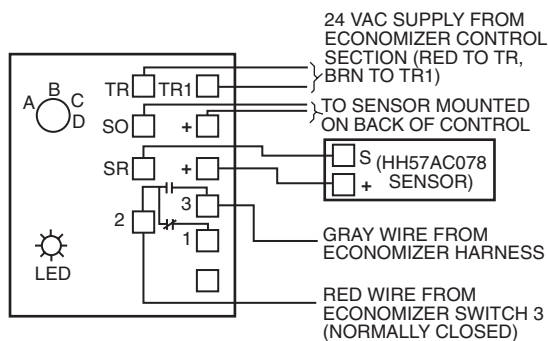 24 VAC SUPPLY FROM
ECONOMIZER CONTROL
SECTION (RED TO TR,
BRN TO TR1)
TR
TR1
A
B
C
D
SO
+
TO SENSOR MOUNTED
ON BACK OF CONTROL
SR
+
S
(HH57AC078
SENSOR)
+
2
3
1
GRAY WIRE FROM
ECONOMIZER HARNESS
LED
RED WIRE FROM
ECONOMIZER SWITCH 3
(NORMALLY CLOSED)